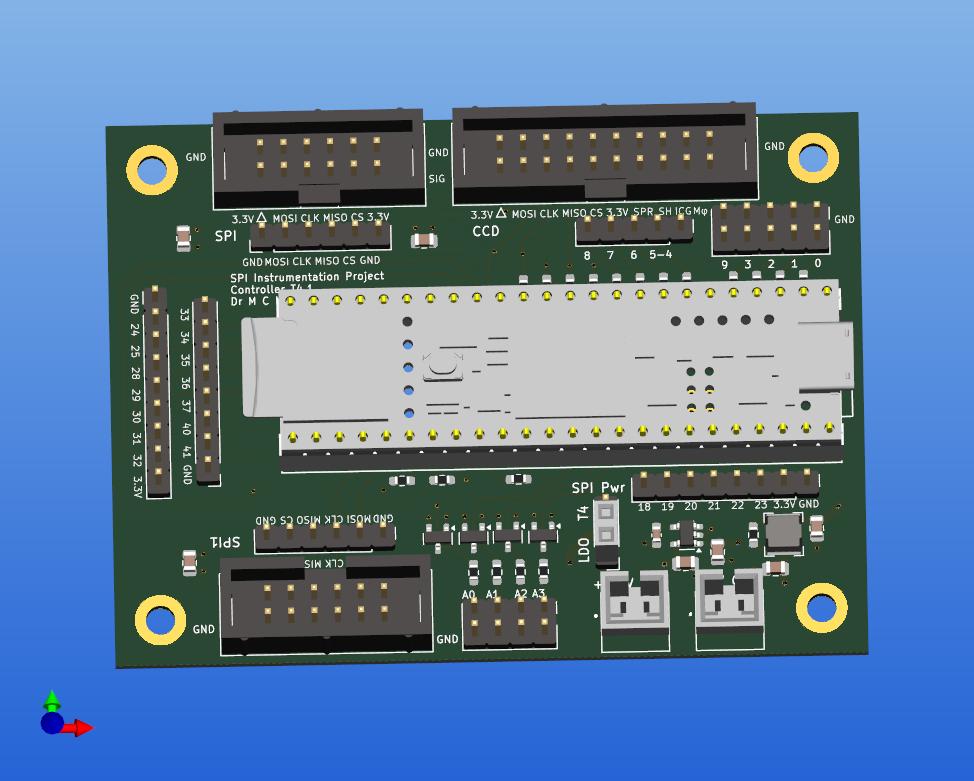 GND
GND
SIG
GND
3.3V △ MOSI CLK MISO CS 3.3V
SPI
GND MOSI CLK MISO CS GND
3.3V △ MOSI CLK MISO CS 3.3V SPR SH ICG Mφ
CCD
8 7 6 5-4
GND
9 3 2 1 0
SPI Instrumentation Project
Controller T4.1
Dr M C
GND 24 25 28 29 30 31 32 3.3V
33 34 35 36 37 40 41 GND
SPI Pwr
T4
LDO
18 19 20 21 22 23 3.3V GND
GND MOSI CLK MISO CS GND
SPI1
CLK MIS
GND
A0 A1 A2 A3
GND
+